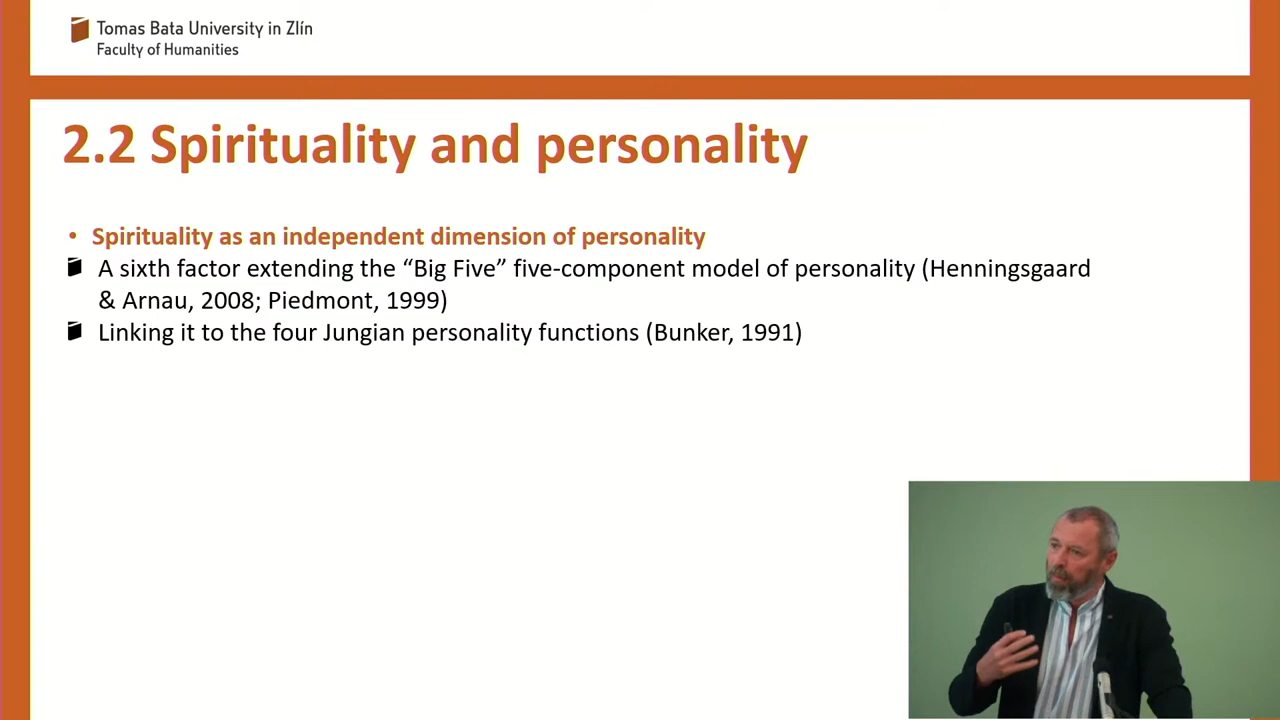 Tomas Bata University in Zlín
Faculty of Humanities
2.2 Spirituality and personality
• Spirituality as an independent dimension of personality
A sixth factor extending the “Big Five” five-component model of personality (Henningsgaard
& Arnau, 2008; Piedmont, 1999)
Linking it to the four Jungian personality functions (Bunker, 1991)